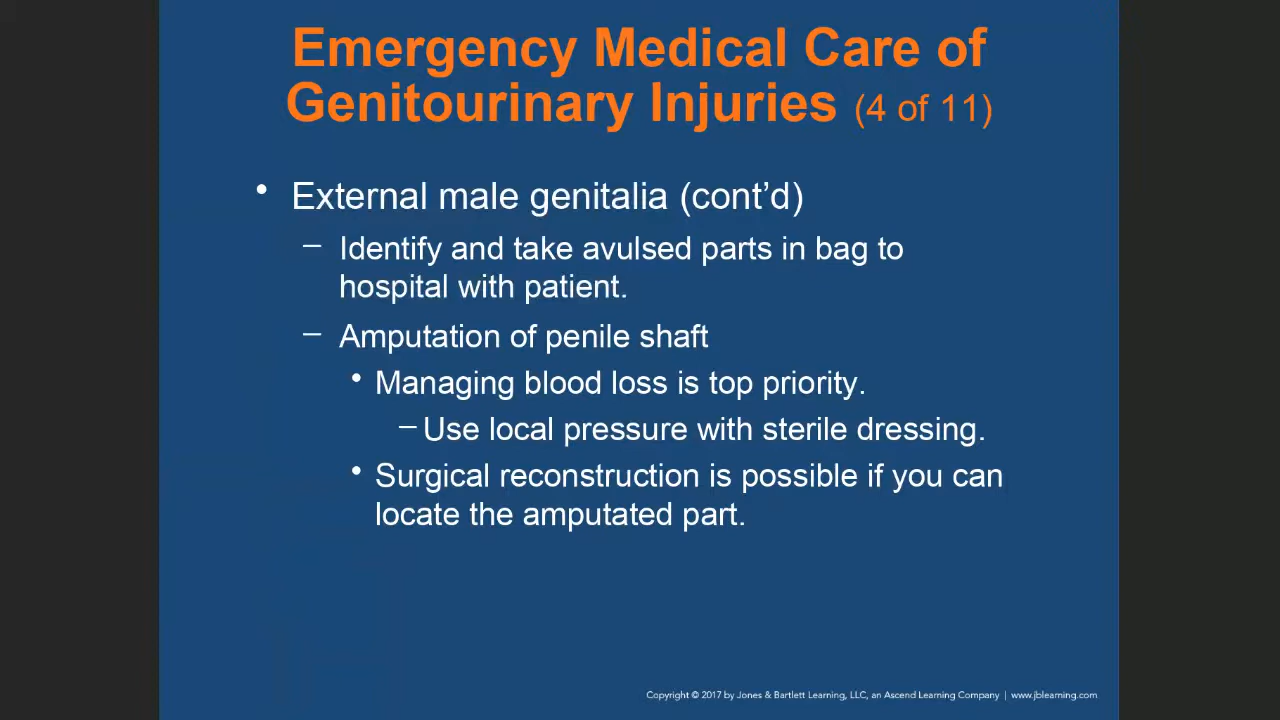 Emergency Medical Care of
Genitourinary Injuries (4 of 11)
• External male genitalia (cont’d)
– Identify and take avulsed parts in bag to
hospital with patient.
– Amputation of penile shaft
• Managing blood loss is top priority.
– Use local pressure with sterile dressing.
• Surgical reconstruction is possible if you can
locate the amputated part.
Copyright © 2017 by Jones & Bartlett Learning, LLC, an Ascend Learning Company | www.jblearning.com